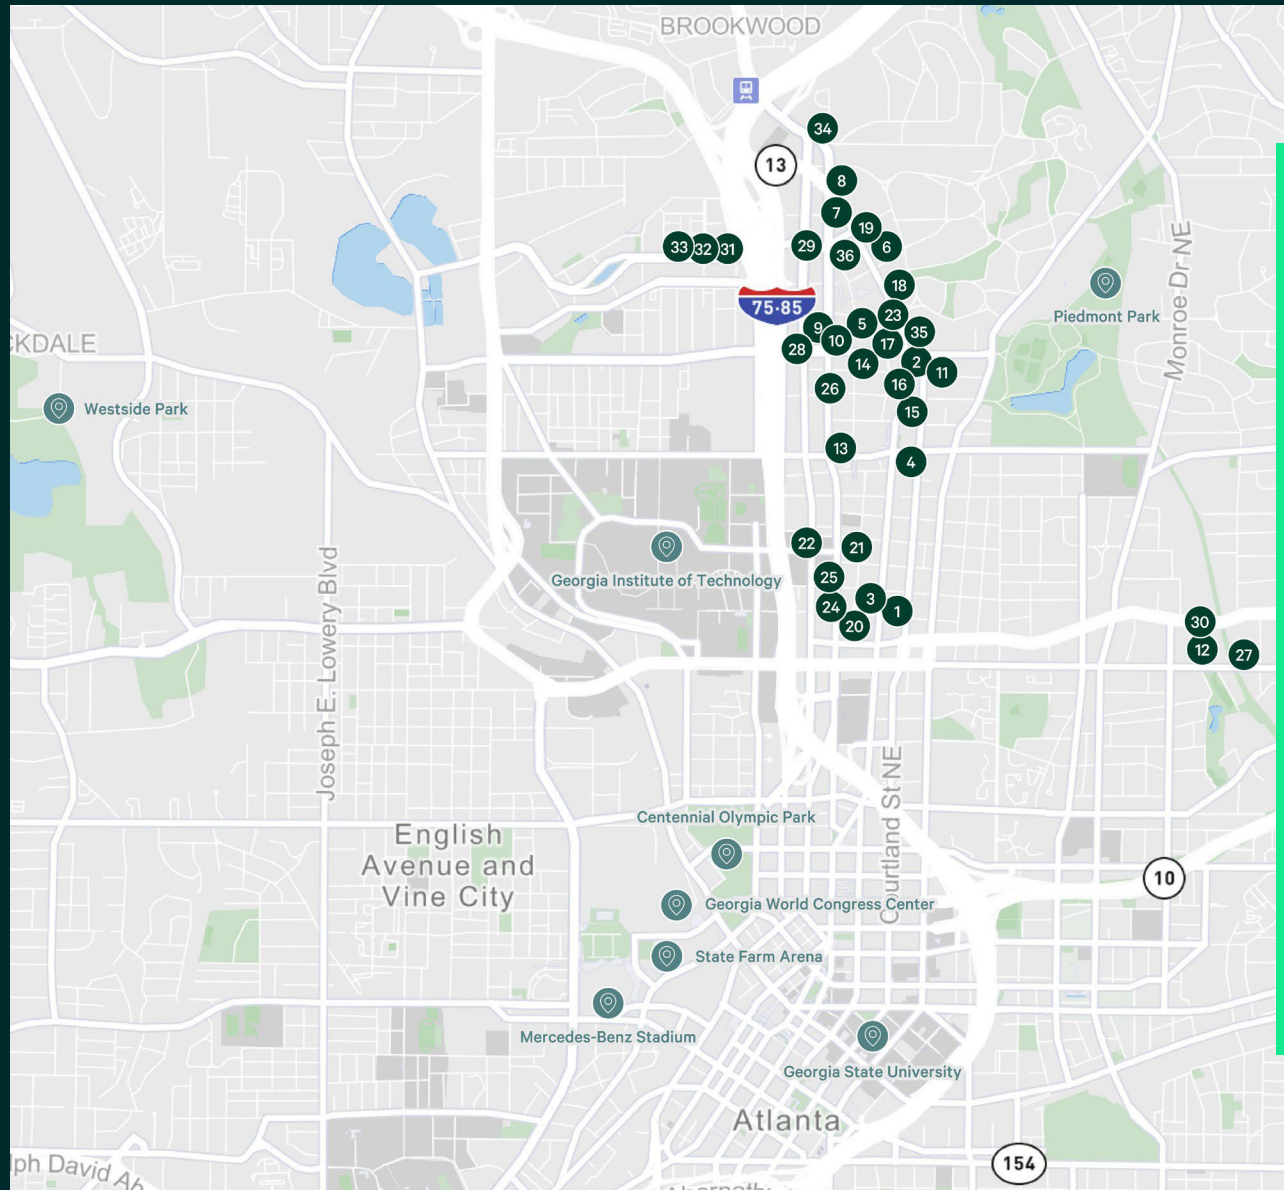 BROOKWOOD
34
13
8
7
19
33
32
31
29
36
6
18
Piedmont Park
Monroe Dr NE
75·85
CKDALE
9
5
23
35
10
17
28
14
2
11
26
16
15
Westside Park
13
4
22
21
Georgia Institute of Technology
25
24
3
1
20
30
12
27
Joseph E. Lowery Blvd
Courtland St NE
Centennial Olympic Park
English
Avenue and
Vine City
10
Georgia World Congress Center
State Farm Arena
Mercedes-Benz Stadium
Georgia State University
Atlanta
154
lph David Ab